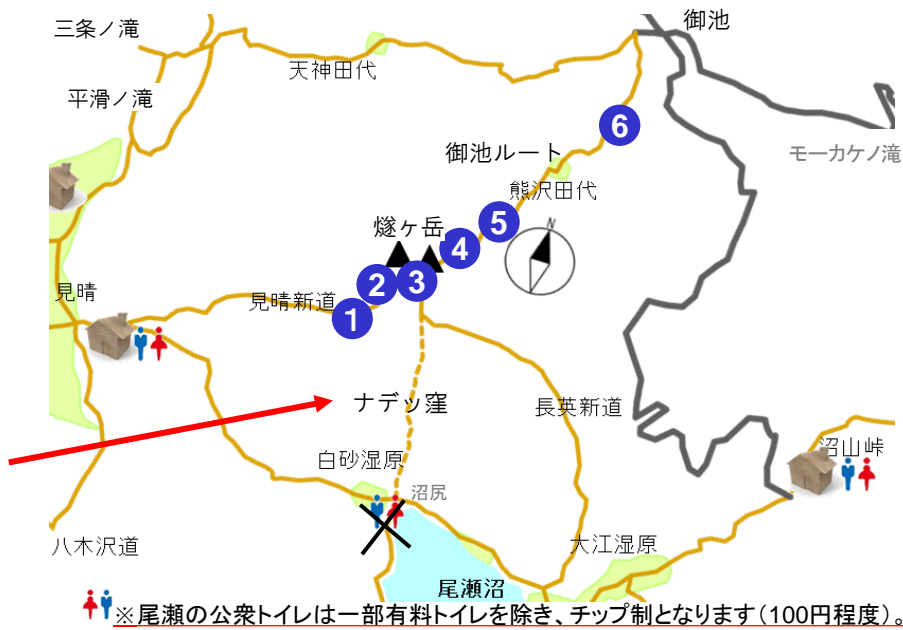 御池
三条ノ滝
天神田代
平滑ノ滝
6
御池ルート
モーカケノ滝
熊沢田代
燧ヶ岳
5
4
N
2
3
見晴
見晴新道
1
ナデッ窪
長英新道
白砂湿原
沼山峠
沼尻
八木沢道
大江湿原
尾瀬沼
※尾瀬の公衆トイレは一部有料トイレを除き、チップ制となります(100円程度)。